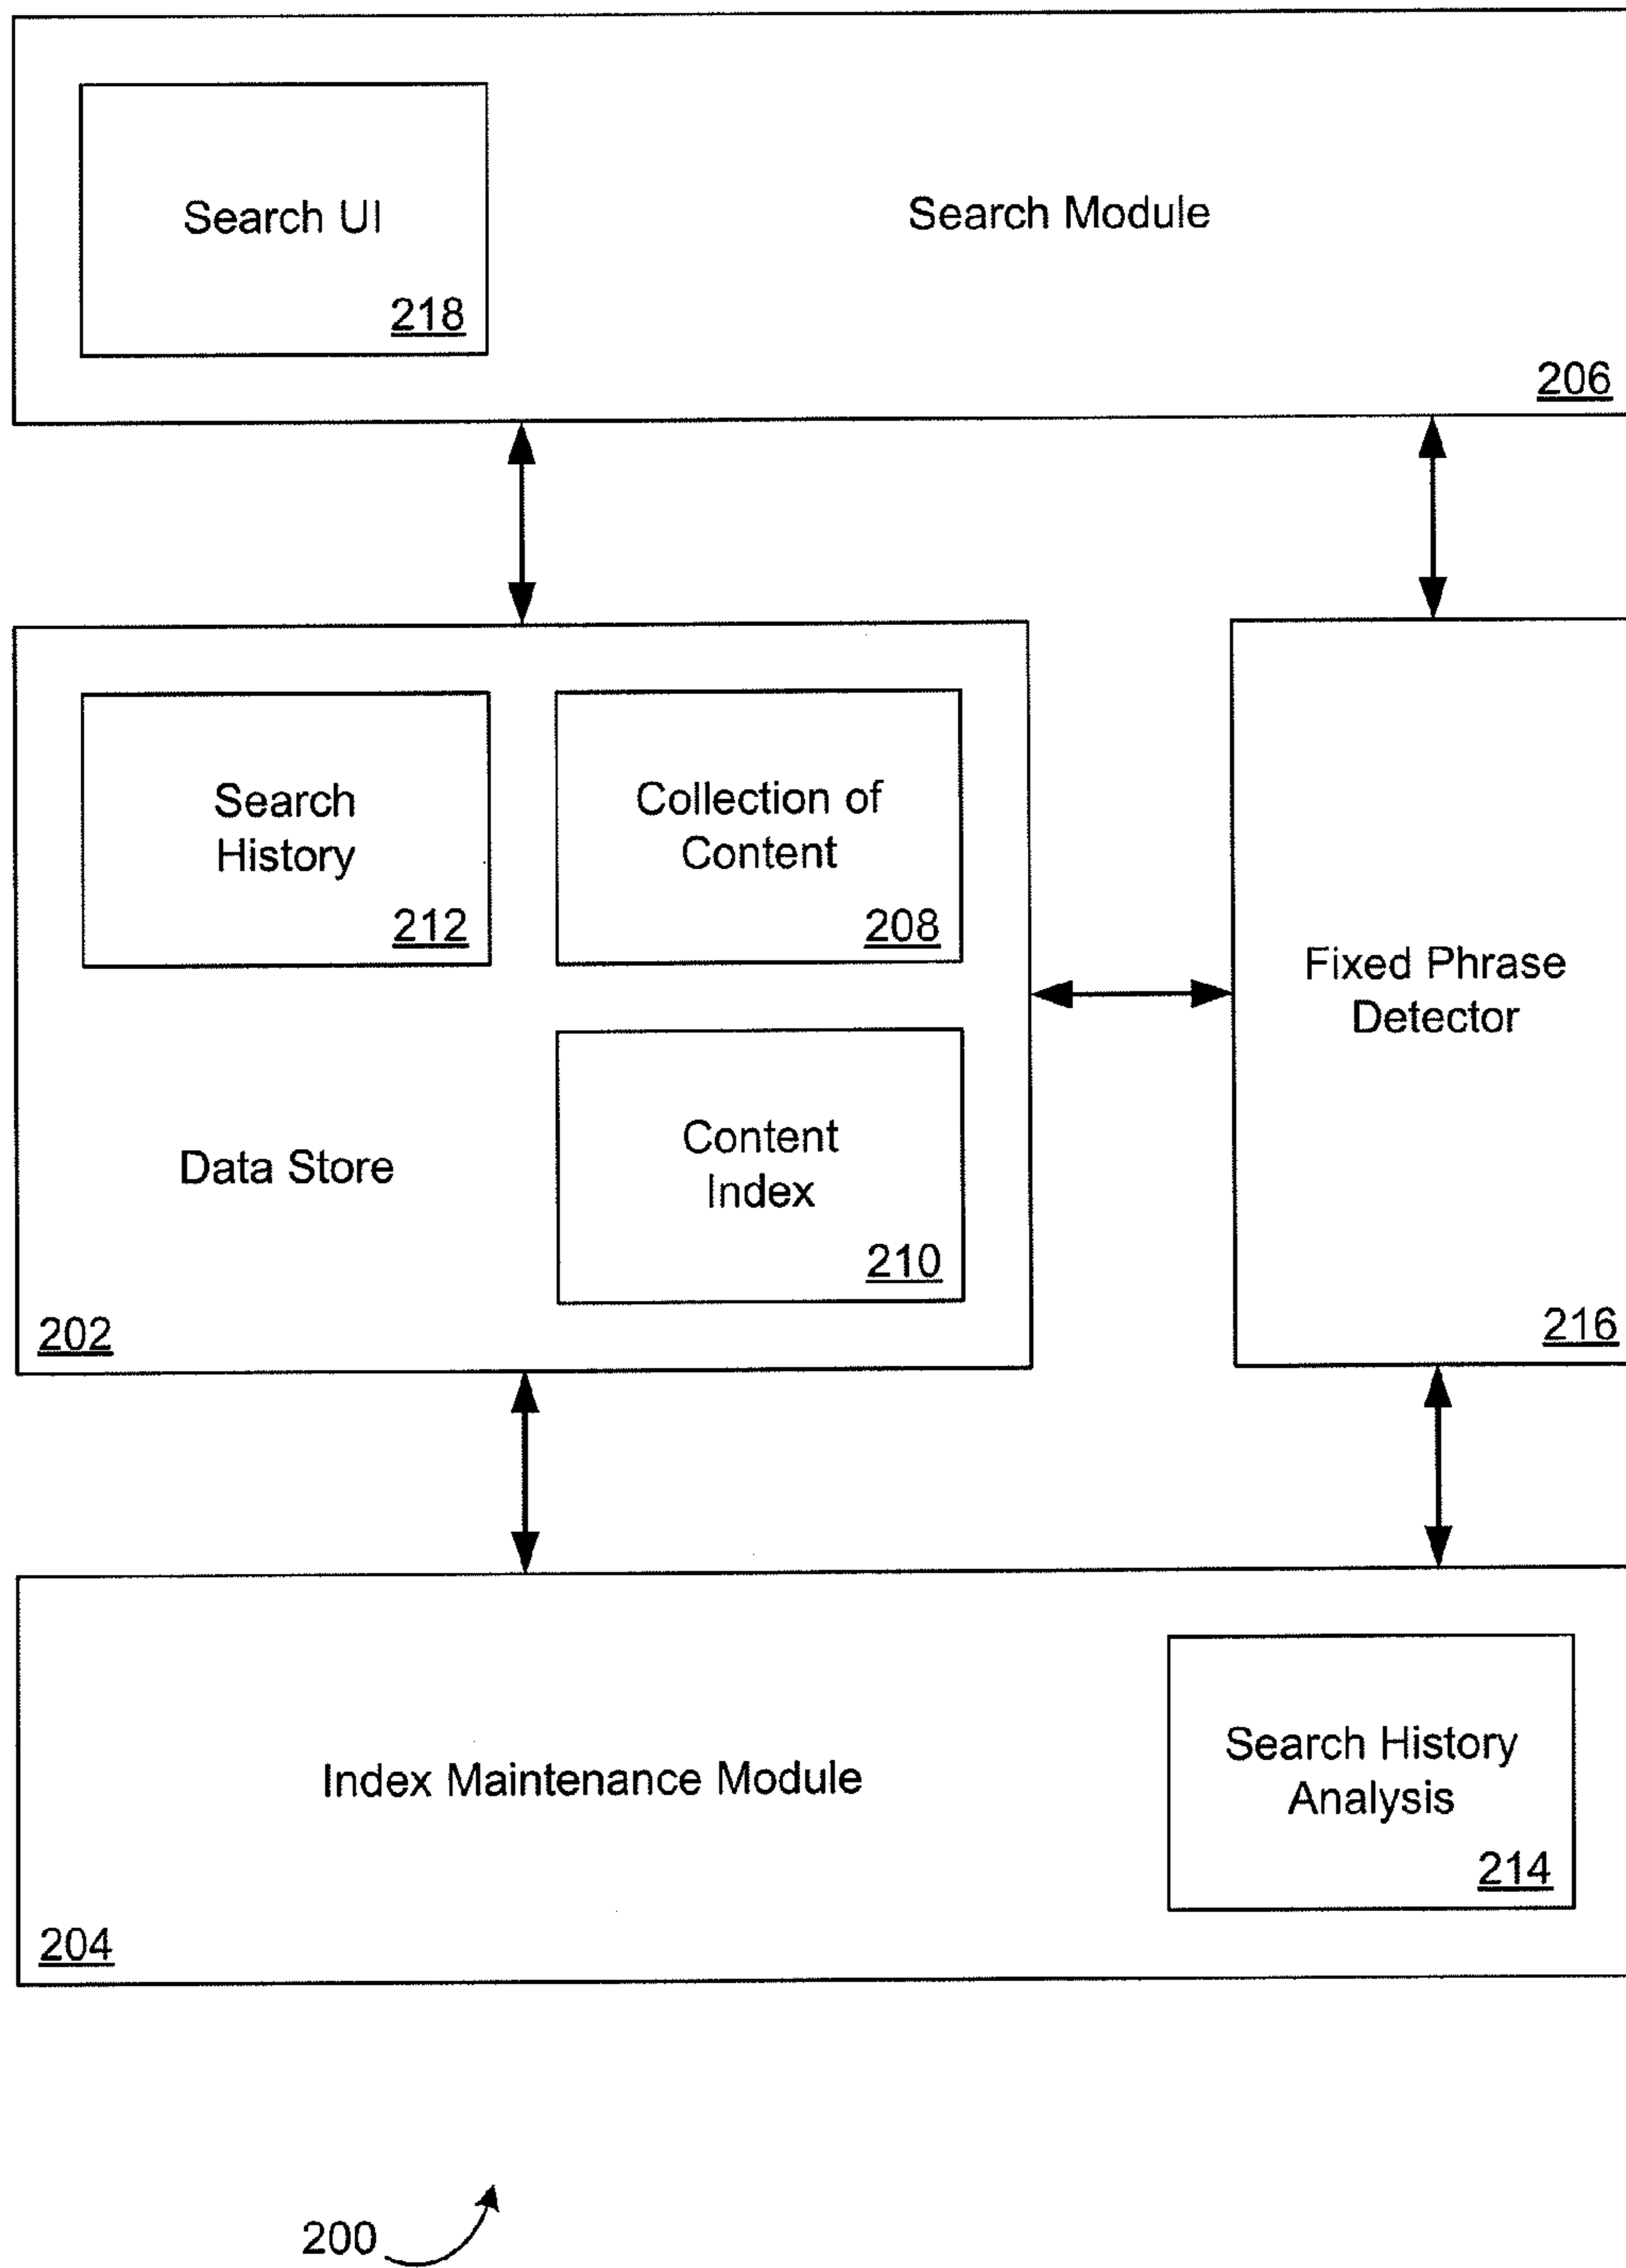 Search UI
218
Search Module
206
Search
History
212
Collection of
Content
208
Data Store
Content
Index
210
202
Fixed Phrase
Detector
216
Index Maintenance Module
Search History
Analysis
214
204
200